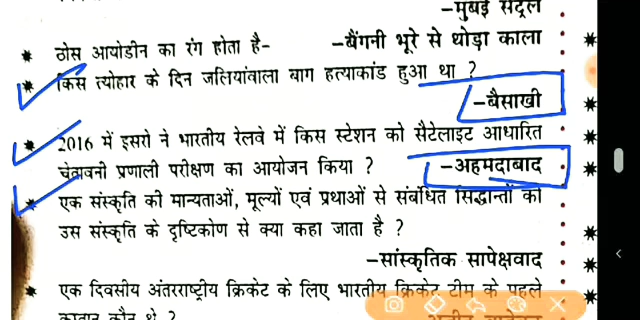 –मुंबई सेंट्रल
* ठोस आयोडीन का रंग होता है- –बैंगनी भूरे से थोड़ा काला
* किस त्योहार के दिन जलियांवाला बाग हत्याकांड हुआ था ?
–बैसाखी
* 2016 में इसरो ने भारतीय रेलवे में किस स्टेशन को सैटेलाइट आधारित
चेतावनी प्रणाली परीक्षण का आयोजन किया ?
–अहमदाबाद
* एक संस्कृति की मान्यताओं, मूल्यों एवं प्रथाओं से संबंधित सिद्धान्तों को
उस संस्कृति के दृष्टिकोण से क्या कहा जाता है ?
–सांस्कृतिक सापेक्षवाद
* एक दिवसीय अंतरराष्ट्रीय क्रिकेट के लिए भारतीय क्रिकेट टीम के पहले
कप्तान कौन थे ?